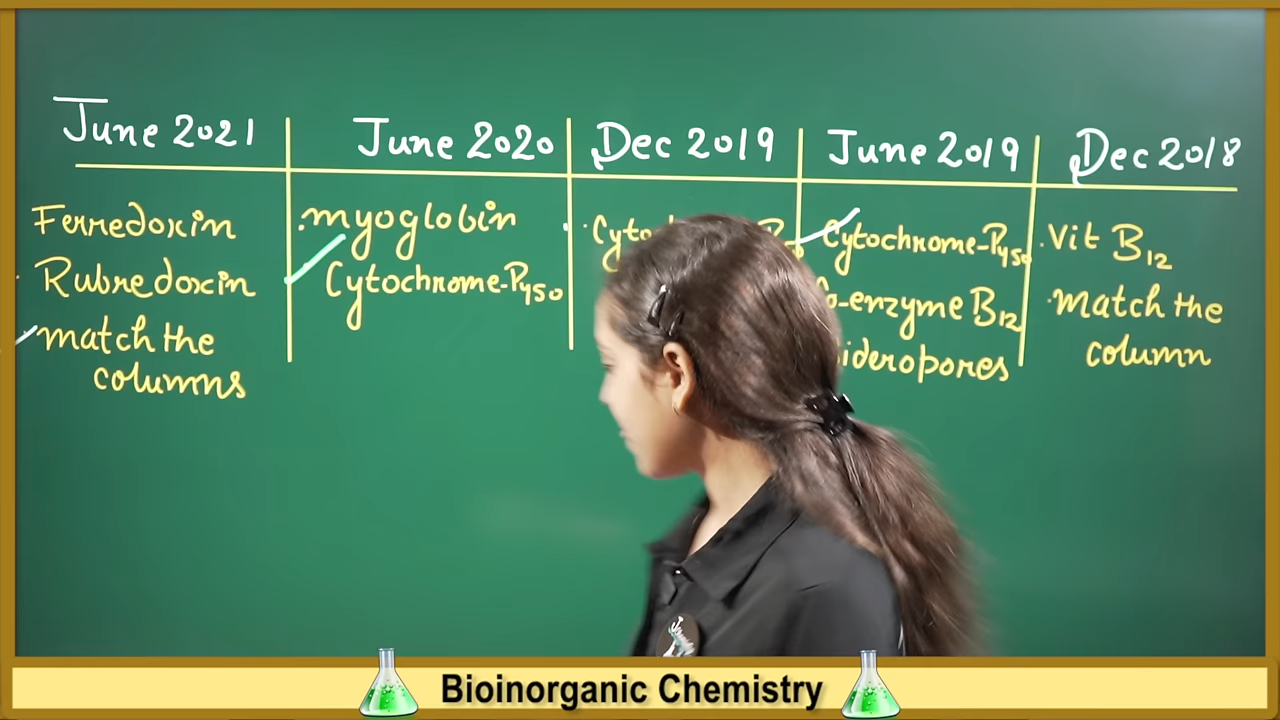 June 2021
June 2020
Dec 2019
June 2019
Dec 2018
Ferredoxin
Rubredoxin
match the
columns
myoglobin
Cytochrome-P450
Cytochrome-P450
enzyme B12
Vit B12
Match the
column
Bioinorganic Chemistry